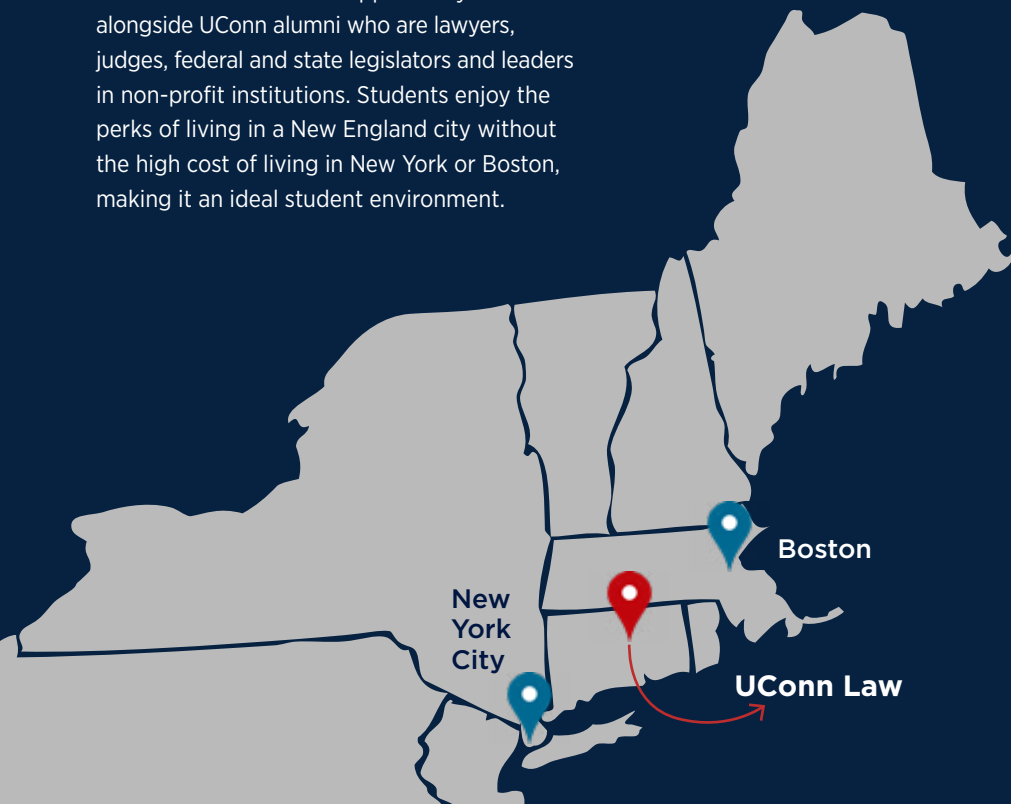 alongside UConn alumni who are lawyers,
judges, federal and state legislators and leaders
in non-profit institutions. Students enjoy the
perks of living in a New England city without
the high cost of living in New York or Boston,
making it an ideal student environment.
Boston
New
York
City
UConn Law